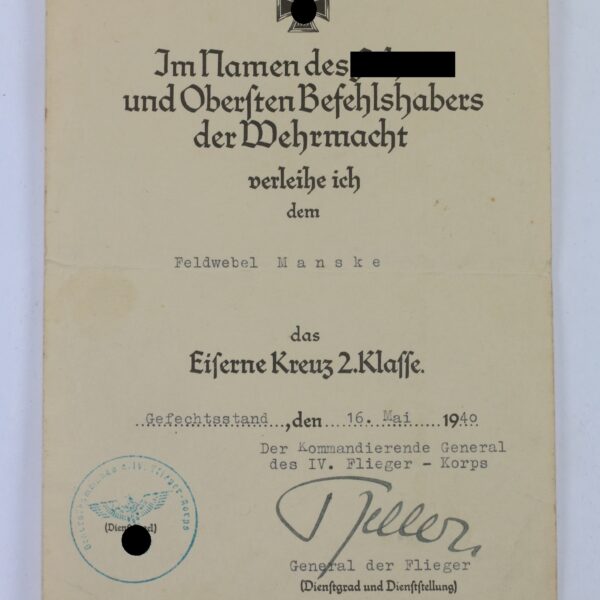 Im Namen des
und Obersten Befehlshabers
der Wehrmacht
verleihe ich
dem
Feldwebel Manske
das
Eiserne Kreuz 2.Klasse.
Gefechtsstand, den 16. Mai 1940
Der Kommandierende General
des IV. Flieger - Korps
General der Flieger
(Dienstgrad und Dienststellung)